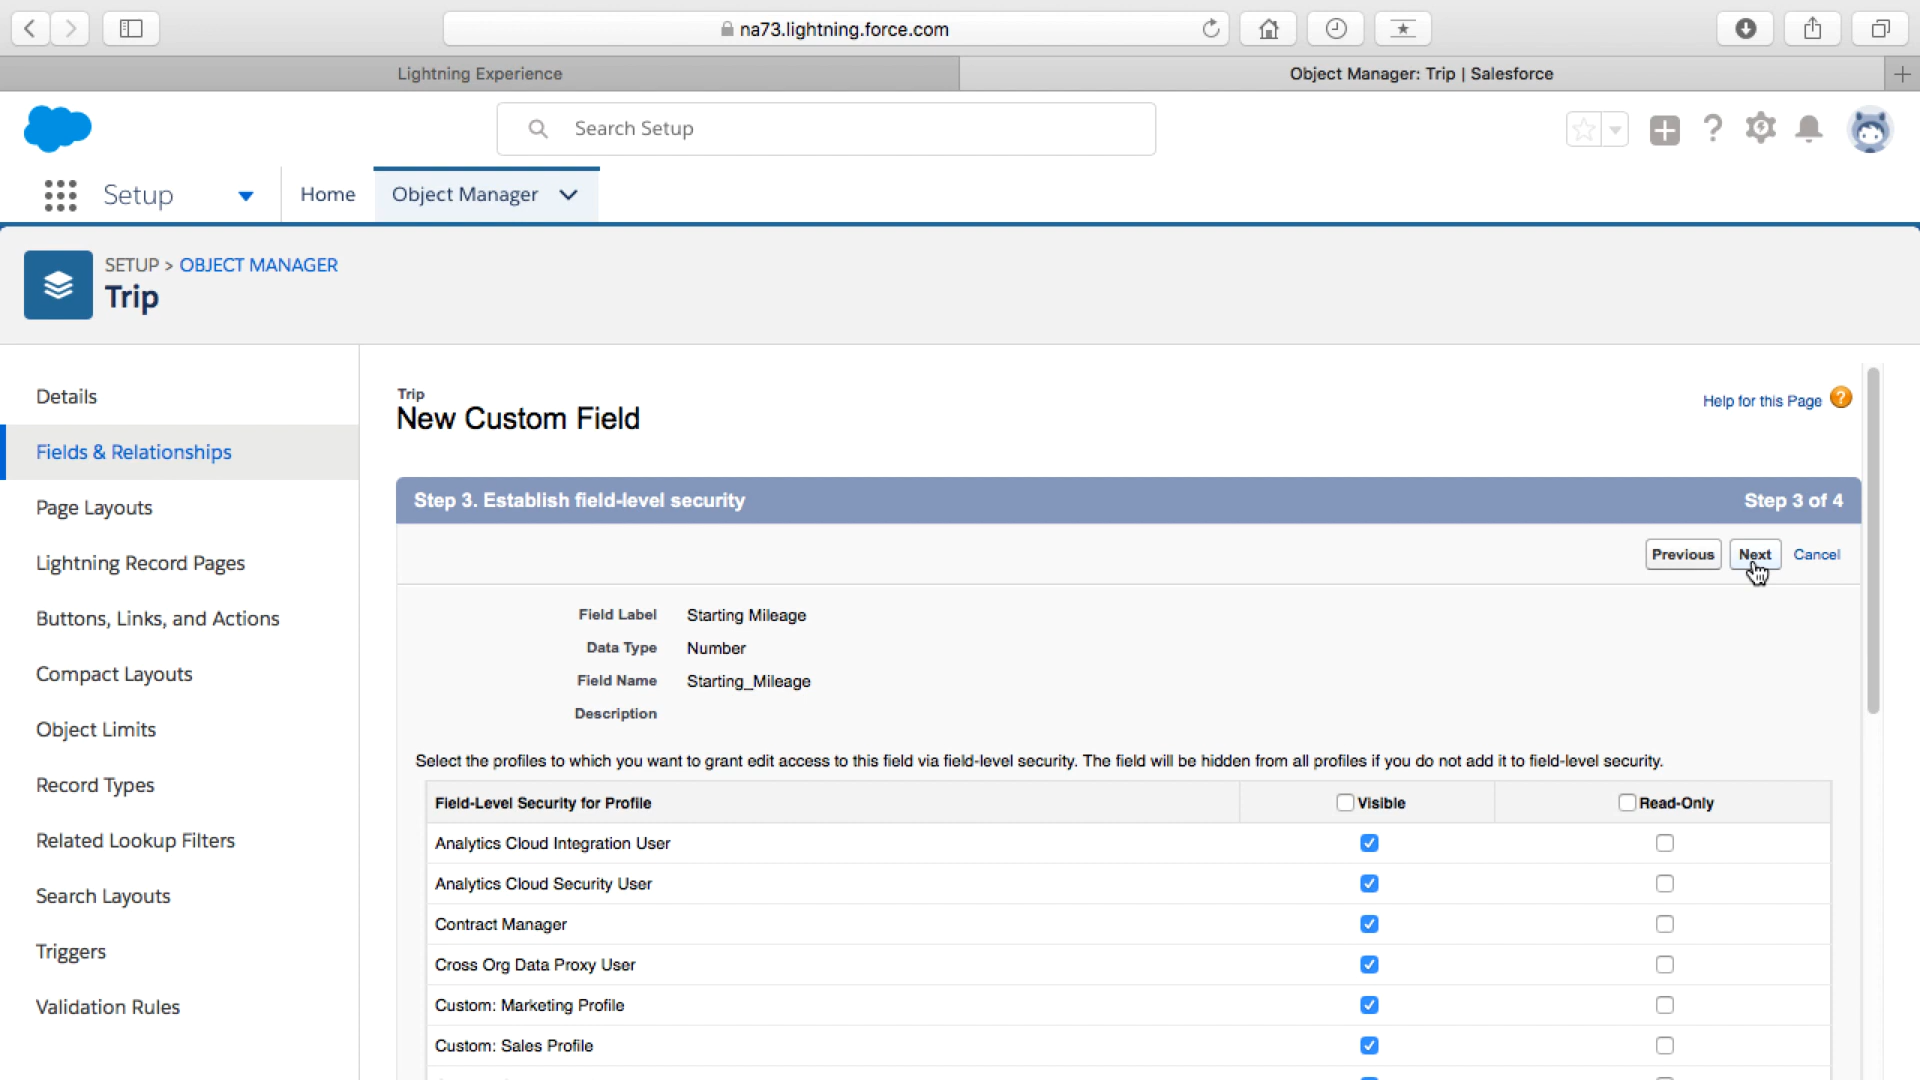 na73.lightning.force.com
Lightning Experience
Object Manager: Trip | Salesforce
Search Setup
Setup
Home
Object Manager
SETUP > OBJECT MANAGER
Trip
Details
Fields & Relationships
Page Layouts
Lightning Record Pages
Buttons, Links, and Actions
Compact Layouts
Object Limits
Record Types
Related Lookup Filters
Search Layouts
Triggers
Validation Rules
Trip
New Custom Field
Help for this Page ?
Step 3. Establish field-level security
Step 3 of 4
Previous Next Cancel
Field Label Starting Mileage
Data Type Number
Field Name Starting_Mileage
Description
Select the profiles to which you want to grant edit access to this field via field-level security. The field will be hidden from all profiles if you do not add it to field-level security.
Field-Level Security for Profile Visible Read-Only
Analytics Cloud Integration User
Analytics Cloud Security User
Contract Manager
Cross Org Data Proxy User
Custom: Marketing Profile
Custom: Sales Profile